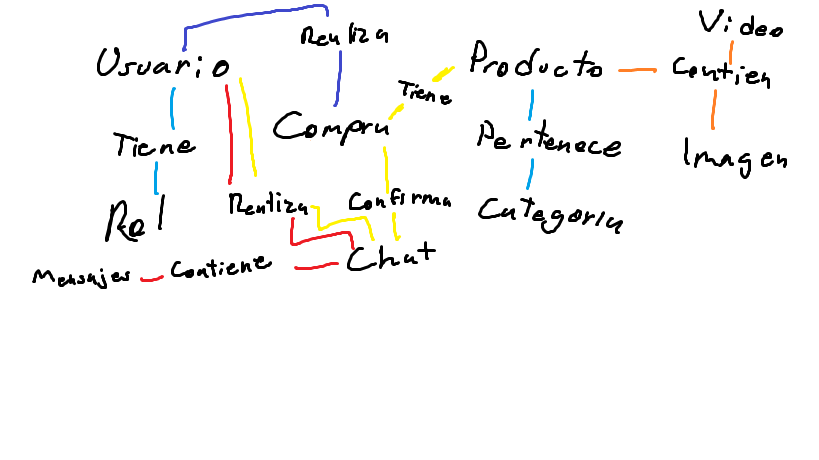 Video
Realiza
Usuario
Producto
Contien
Tiene
Compra
Tiene
Pertenece
Imagen
Realiza
Confirma
Categoria
Rol
Chat
Mensajes
Contiene